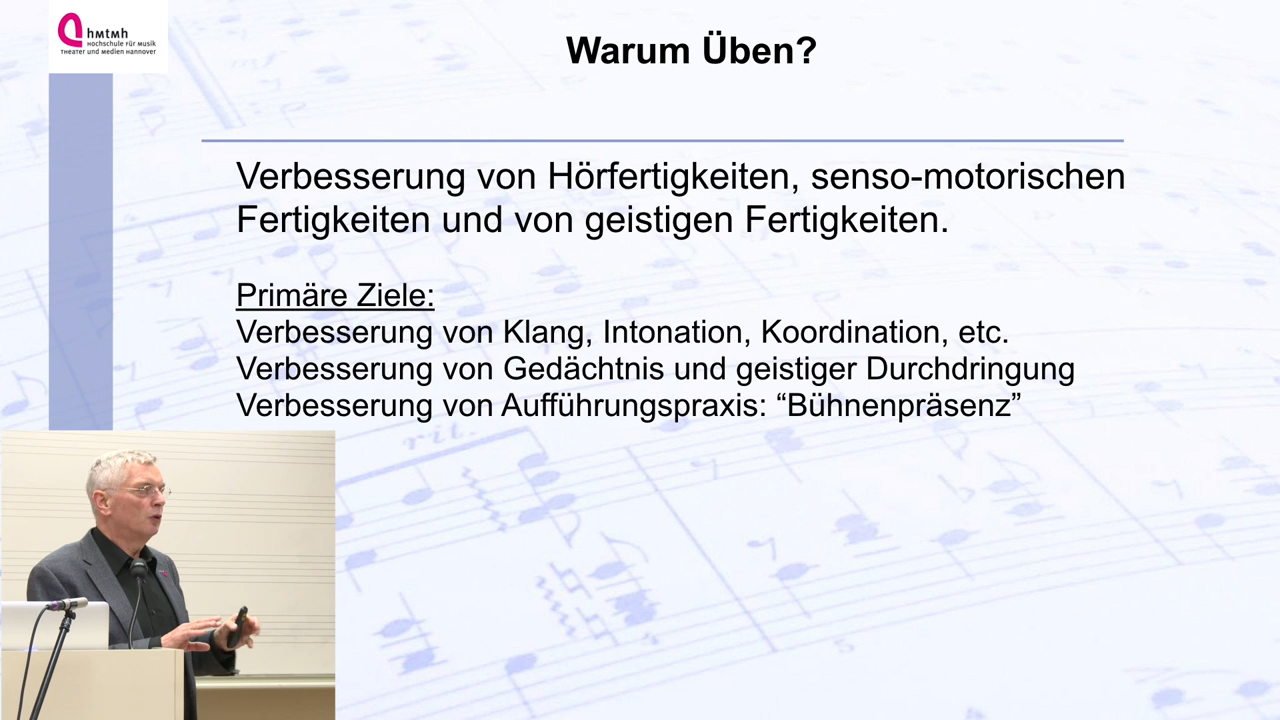 hmtmh
Hochschule für Musik
Theater und Medien Hannover
Warum Üben?
Verbesserung von Hörfertigkeiten, senso-motorischen
Fertigkeiten und von geistigen Fertigkeiten.
Primäre Ziele:
Verbesserung von Klang, Intonation, Koordination, etc.
Verbesserung von Gedächtnis und geistiger Durchdringung
Verbesserung von Aufführungspraxis: “Bühnenpräsenz”
rit.
5